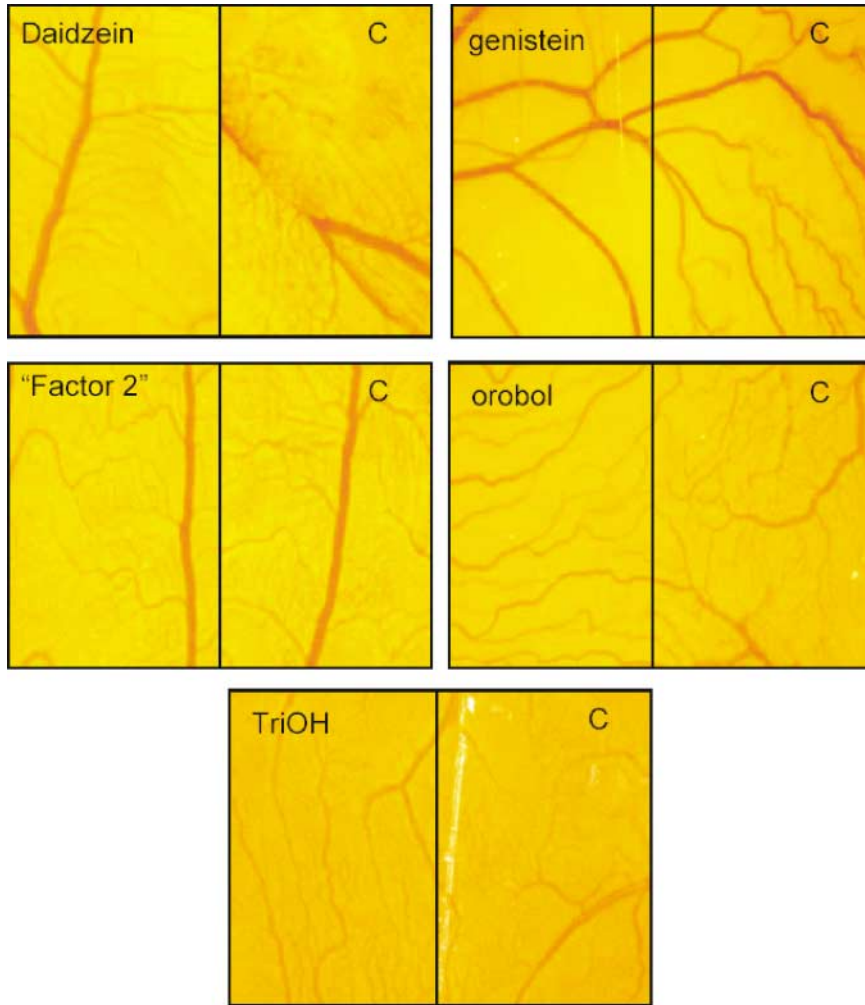 Daidzein
C
genistein
C
“Factor 2”
C
orobol
C
TriOH
C